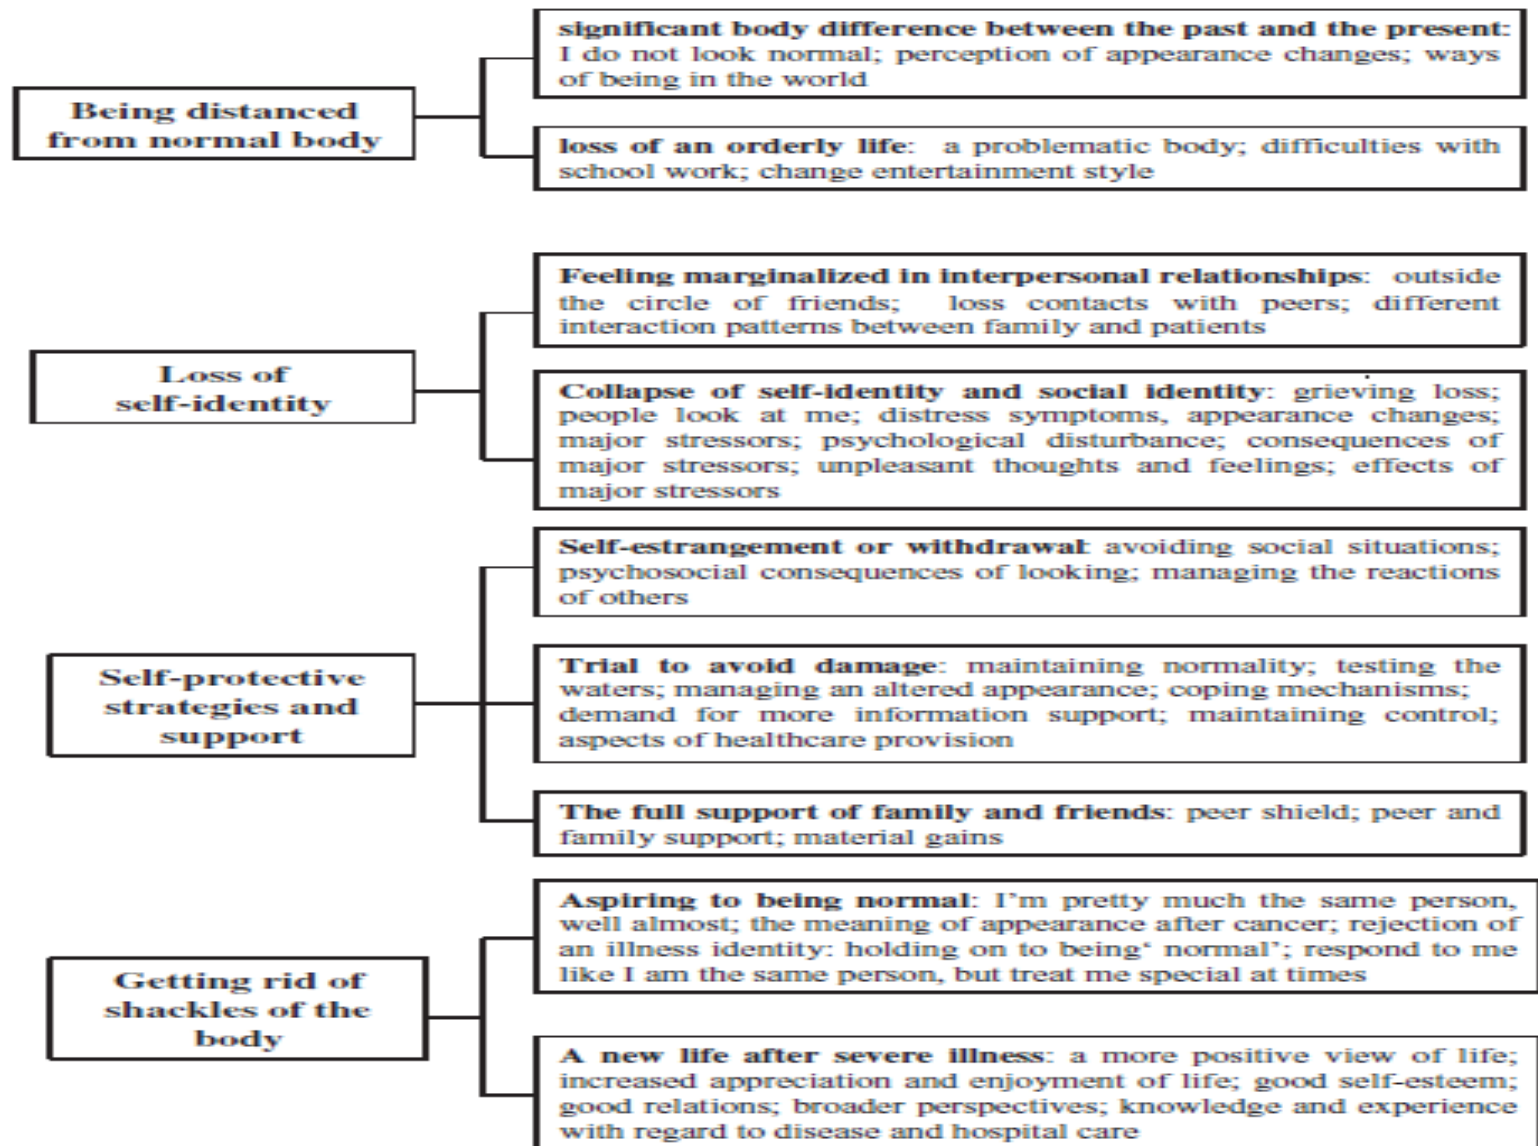 Being distanced
from normal body
significant body difference between the past and the present:
I do not look normal; perception of appearance changes; ways
of being in the world
loss of an orderly life: a problematic body; difficulties with
school work; change entertainment style
Loss of
self-identity
Feeling marginalized in interpersonal relationships: outside
the circle of friends; loss contacts with peers; different
interaction patterns between family and patients
Collapse of self-identity and social identity: grieving loss;
people look at me; distress symptoms, appearance changes;
major stressors; psychological disturbance; consequences of
major stressors; unpleasant thoughts and feelings; effects of
major stressors
Self-protective
strategies and
support
Self-estrangement or withdrawal: avoiding social situations;
psychosocial consequences of looking; managing the reactions
of others
Trial to avoid damage: maintaining normality; testing the
waters; managing an altered appearance; coping mechanisms;
demand for more information support; maintaining control;
aspects of healthcare provision
The full support of family and friends: peer shield; peer and
family support; material gains
Getting rid of
shackles of the
body
Aspiring to being normal: I'm pretty much the same person,
well almost; the meaning of appearance after cancer; rejection of
an illness identity: holding on to being‘ normal’; respond to me
like I am the same person, but treat me special at times
A new life after severe illness: a more positive view of life;
increased appreciation and enjoyment of life; good self-esteem;
good relations; broader perspectives; knowledge and experience
with regard to disease and hospital care